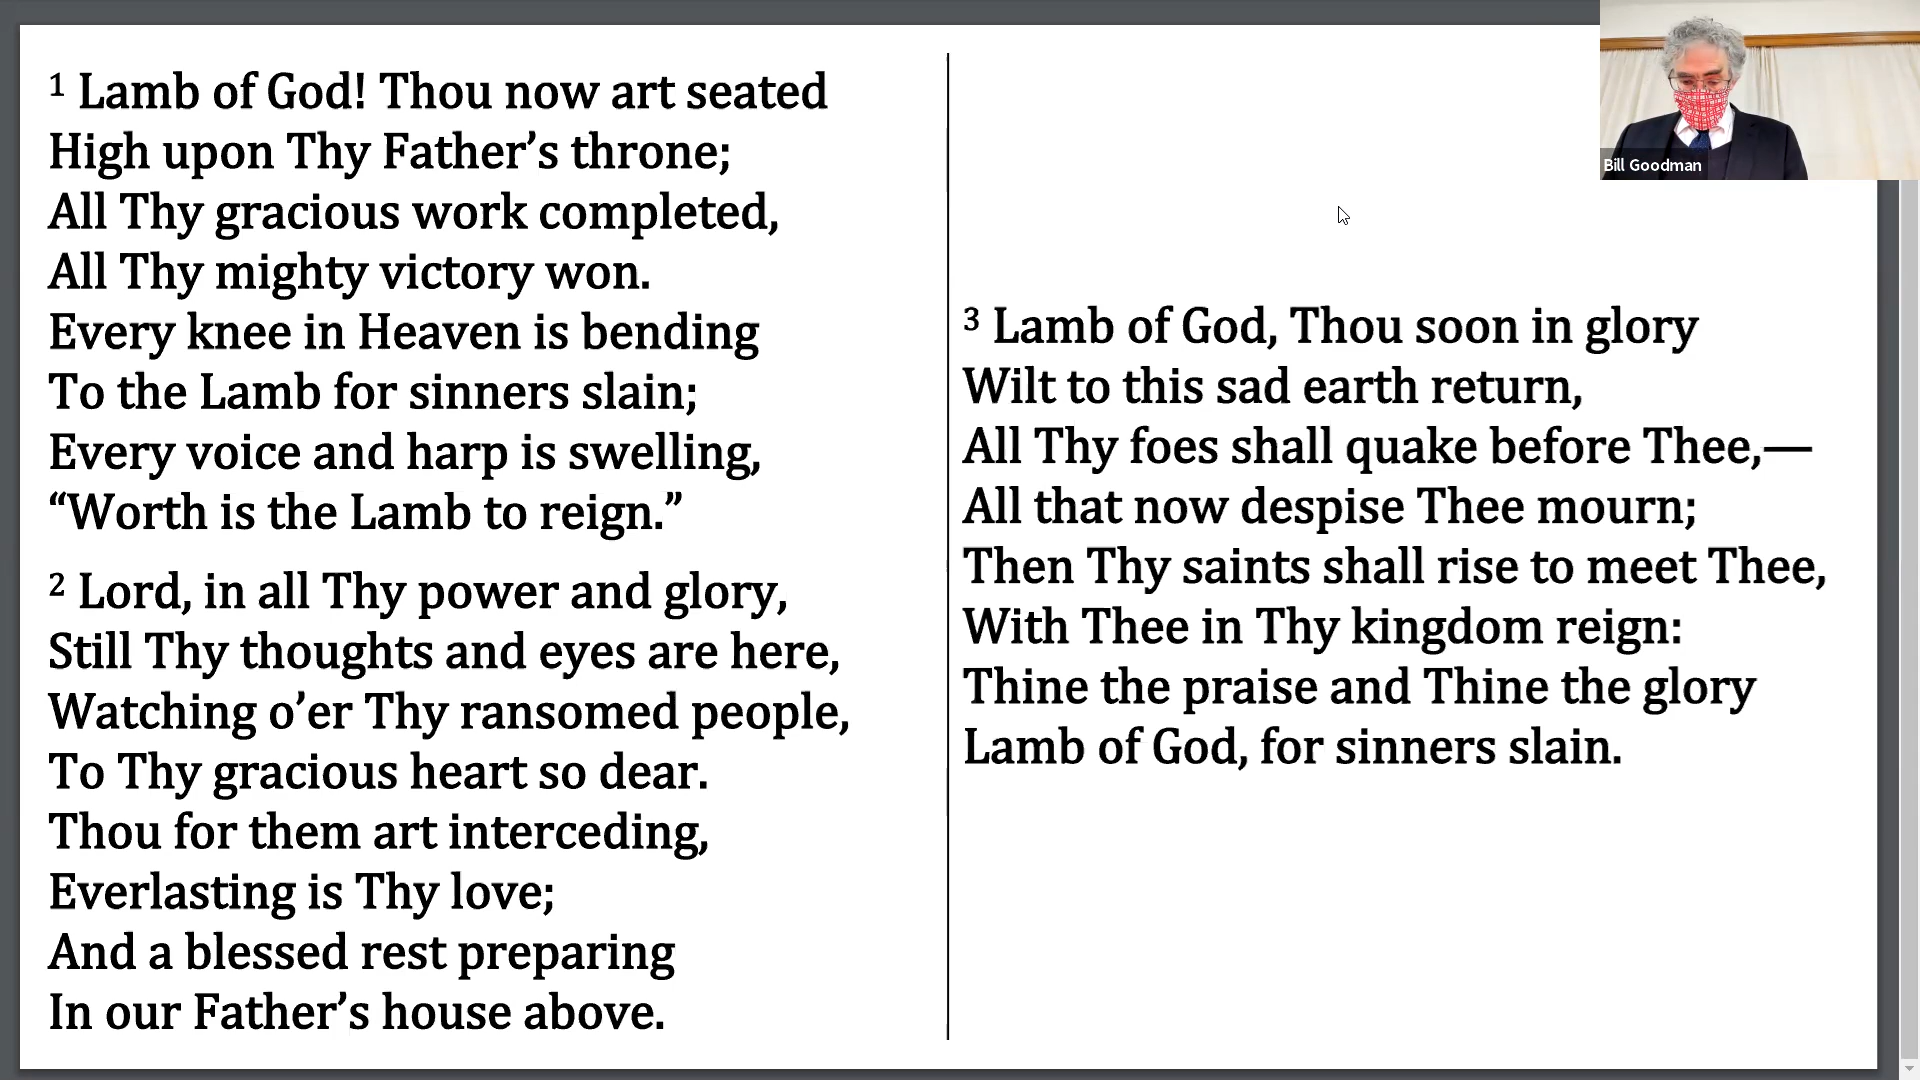 1 Lamb of God! Thou now art seated
High upon Thy Father’s throne;
All Thy gracious work completed,
All Thy mighty victory won.
Every knee in Heaven is bending
To the Lamb for sinners slain;
Every voice and harp is swelling,
“Worth is the Lamb to reign.”
2 Lord, in all Thy power and glory,
Still Thy thoughts and eyes are here,
Watching o’er Thy ransomed people,
To Thy gracious heart so dear.
Thou for them art interceding,
Everlasting is Thy love;
And a blessed rest preparing
In our Father’s house above.
3 Lamb of God, Thou soon in glory
Wilt to this sad earth return,
All Thy foes shall quake before Thee,—
All that now despise Thee mourn;
Then Thy saints shall rise to meet Thee,
With Thee in Thy kingdom reign:
Thine the praise and Thine the glory
Lamb of God, for sinners slain.
Bill Goodman